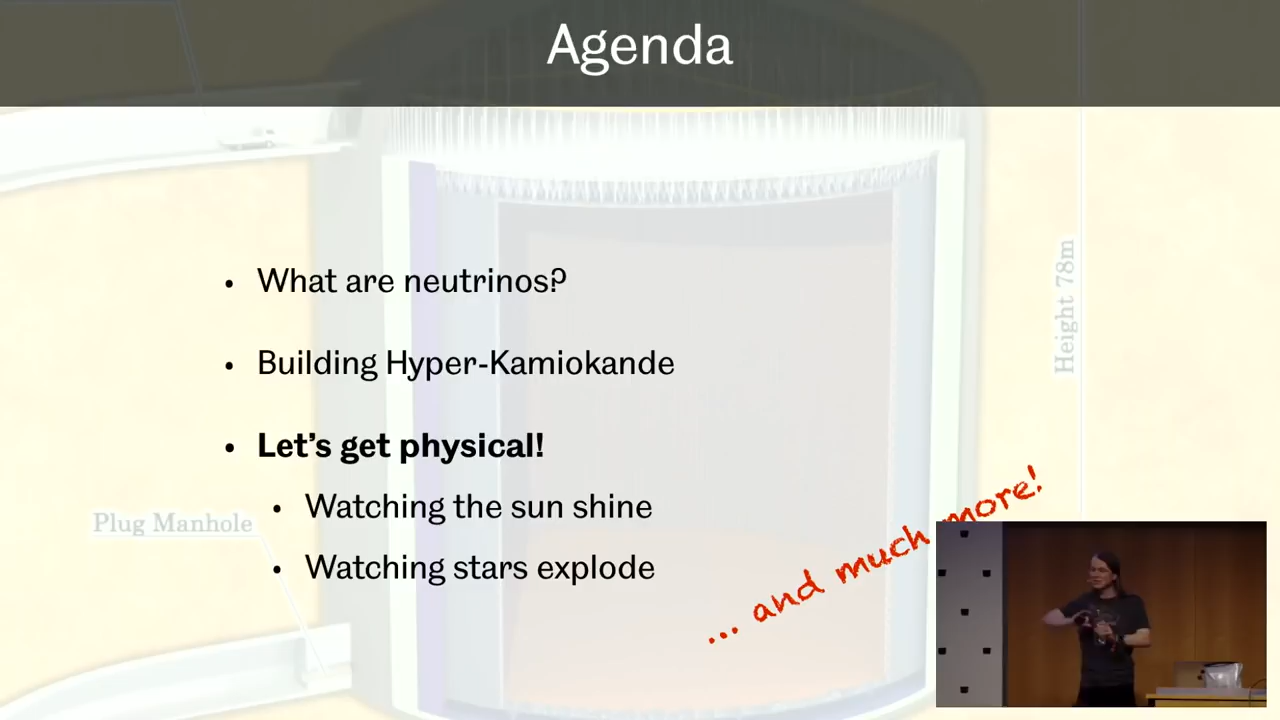 Agenda
• What are neutrinos?
• Building Hyper-Kamiokande
• Let's get physical!
• Watching the sun shine
• Watching stars explode
... and much more!
Height 78m
Plug Manhole